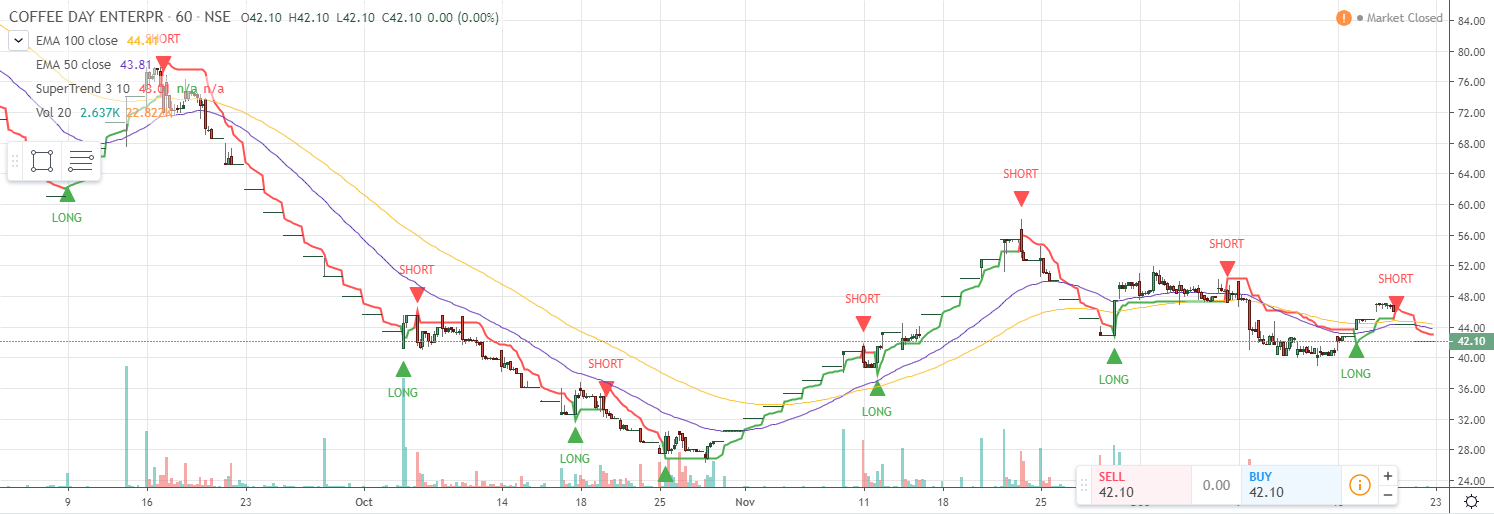 COFFEE DAY ENTERPR · 60 · NSE O42.10 H42.10 L42.10 C42.10 0.00 (0.00%)
Market Closed
EMA 100 close 44.41
EMA 50 close 43.81
SuperTrend 3 10 43.01 n/a n/a
Vol 20 2.637K 22.822K
SHORT
LONG
SHORT
LONG
SHORT
LONG
SHORT
LONG
SHORT
LONG
SHORT
LONG
SHORT
LONG
84.00
80.00
76.00
72.00
68.00
64.00
60.00
56.00
52.00
48.00
44.00
42.10
40.00
36.00
32.00
28.00
24.00
SELL
42.10
0.00
BUY
42.10
9 16 Oct 14 18 25 Nov 11 18 25 23